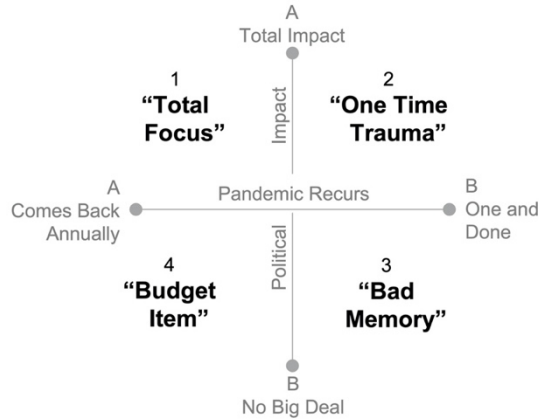 A
Total Impact
1
“Total
Focus”
2
“One Time
Trauma”
Impact
A
Comes Back
Annually
Pandemic Recurs
B
One and
Done
Political
4
“Budget
Item”
3
“Bad
Memory”
B
No Big Deal